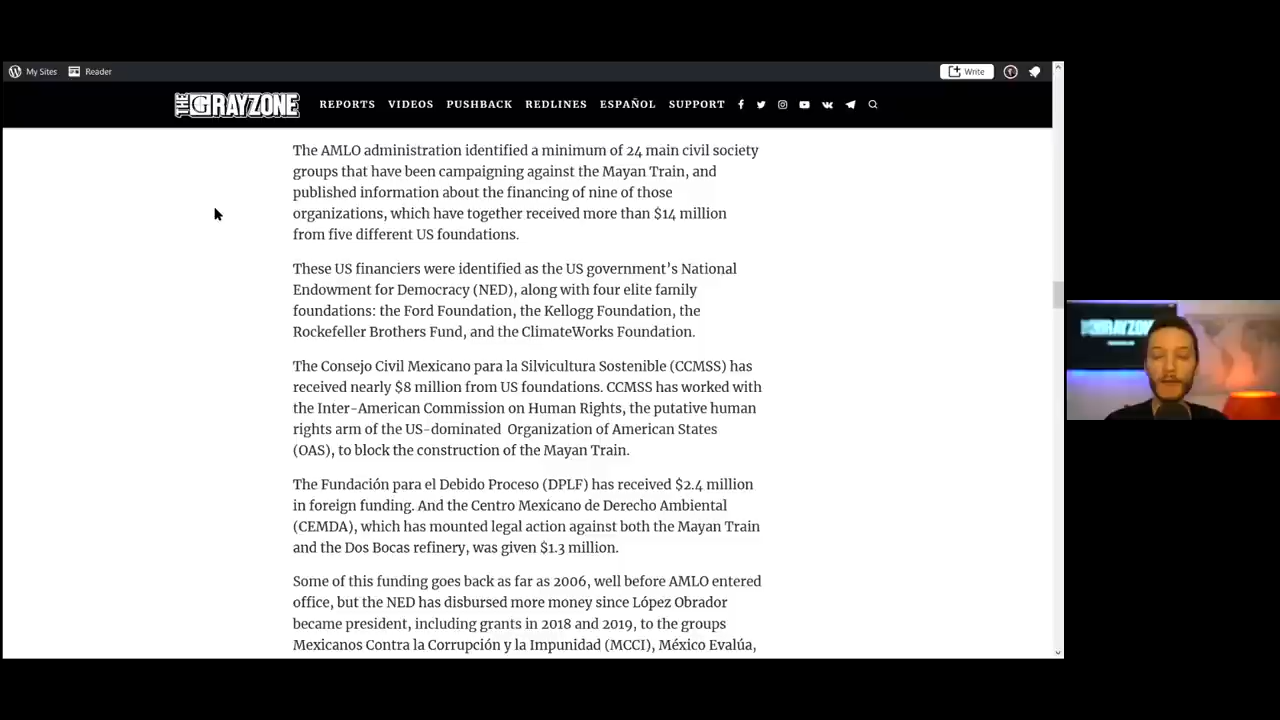 My Sites Reader Write
THE GRAYZONE REPORTS VIDEOS PUSHBACK REDLINES ESPAÑOL SUPPORT
The AMLO administration identified a minimum of 24 main civil society
groups that have been campaigning against the Mayan Train, and
published information about the financing of nine of those
organizations, which have together received more than $14 million
from five different US foundations.
These US financiers were identified as the US government’s National
Endowment for Democracy (NED), along with four elite family
foundations: the Ford Foundation, the Kellogg Foundation, the
Rockefeller Brothers Fund, and the ClimateWorks Foundation.
The Consejo Civil Mexicano para la Silvicultura Sostenible (CCMSS) has
received nearly $8 million from US foundations. CCMSS has worked with
the Inter-American Commission on Human Rights, the putative human
rights arm of the US-dominated Organization of American States
(OAS), to block the construction of the Mayan Train.
The Fundación para el Debido Proceso (DPLF) has received $2.4 million
in foreign funding. And the Centro Mexicano de Derecho Ambiental
(CEMDA), which has mounted legal action against both the Mayan Train
and the Dos Bocas refinery, was given $1.3 million.
Some of this funding goes back as far as 2006, well before AMLO entered
office, but the NED has disbursed more money since López Obrador
became president, including grants in 2018 and 2019, to the groups
Mexicanos Contra la Corrupción y la Impunidad (MCCI), México Evalúa,
GRAYZONE